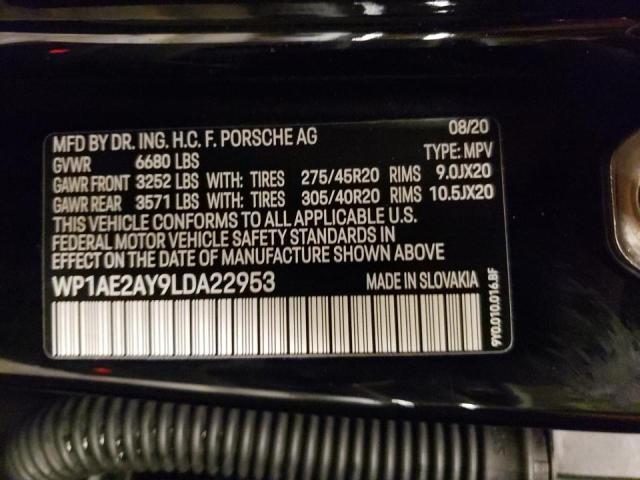 MFD BY DR. ING. H.C. F. PORSCHE AG 08/20
GVWR 6680 LBS TYPE: MPV
GAWR FRONT 3252 LBS WITH: TIRES 275/45R20 RIMS 9.0JX20
GAWR REAR 3571 LBS WITH: TIRES 305/40R20 RIMS 10.5JX20
THIS VEHICLE CONFORMS TO ALL APPLICABLE U.S.
FEDERAL MOTOR VEHICLE SAFETY STANDARDS IN
EFFECT ON THE DATE OF MANUFACTURE SHOWN ABOVE
WP1AE2AY9LDA22953 MADE IN SLOVAKIA
9Y0.010.016.BF